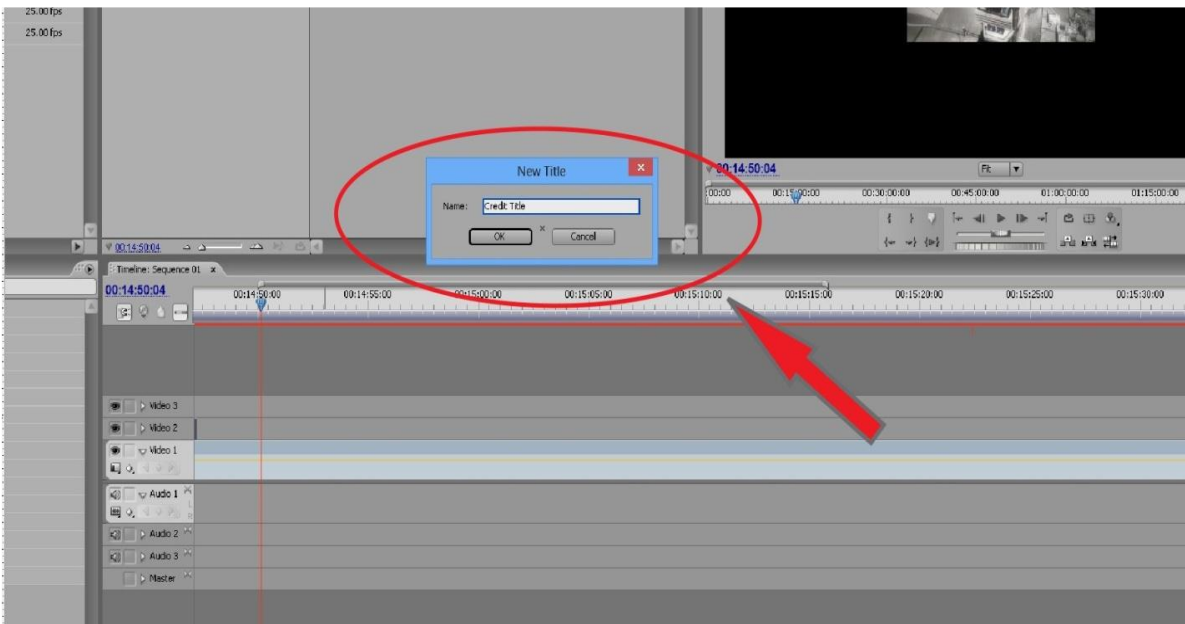 25.00 fps
25.00 fps
New Title
Name: Credit Title
OK Cancel
00:14:50:04 Fit
00:00 00:15:00:00 00:30:00:00 00:45:00:00 01:00:00:00 01:15:00:00
00:14:50:04
Timeline: Sequence 01 x
00:14:50:04 00:14:50:00 00:14:55:00 00:15:00:00 00:15:05:00 00:15:10:00 00:15:15:00 00:15:20:00 00:15:25:00 00:15:30:00
Video 3
Video 2
Video 1
Audio 1
Audio 2
Audio 3
Master